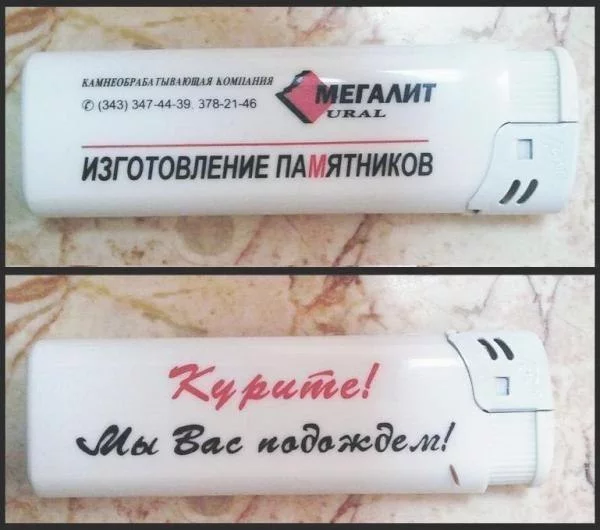 КАМНЕОБРАБАТЫВАЮЩАЯ КОМПАНИЯ
✆ (343) 347-44-39, 378-21-46
МЕГАЛИТ
URAL
ИЗГОТОВЛЕНИЕ ПАМЯТНИКОВ
Курите!
Мы Вас подождем!